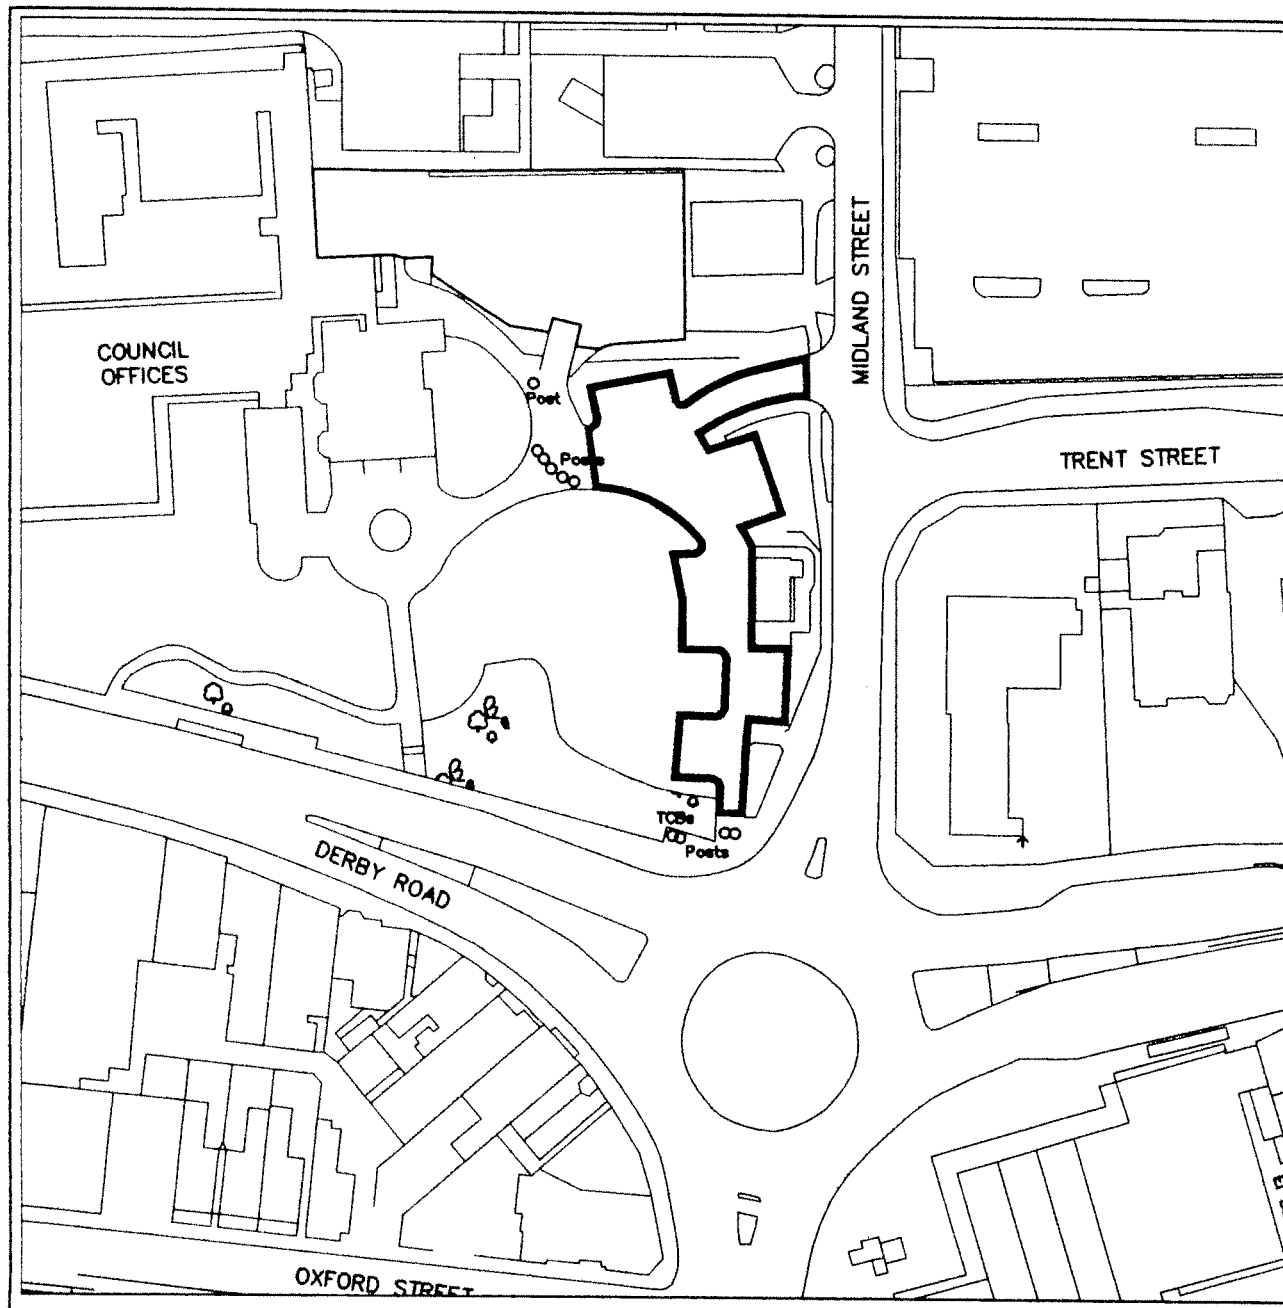 MIDLAND STREET
COUNCIL
OFFICES
Post
TRENT STREET
Posts
TCBs
Posts
DERBY ROAD
OXFORD STREET